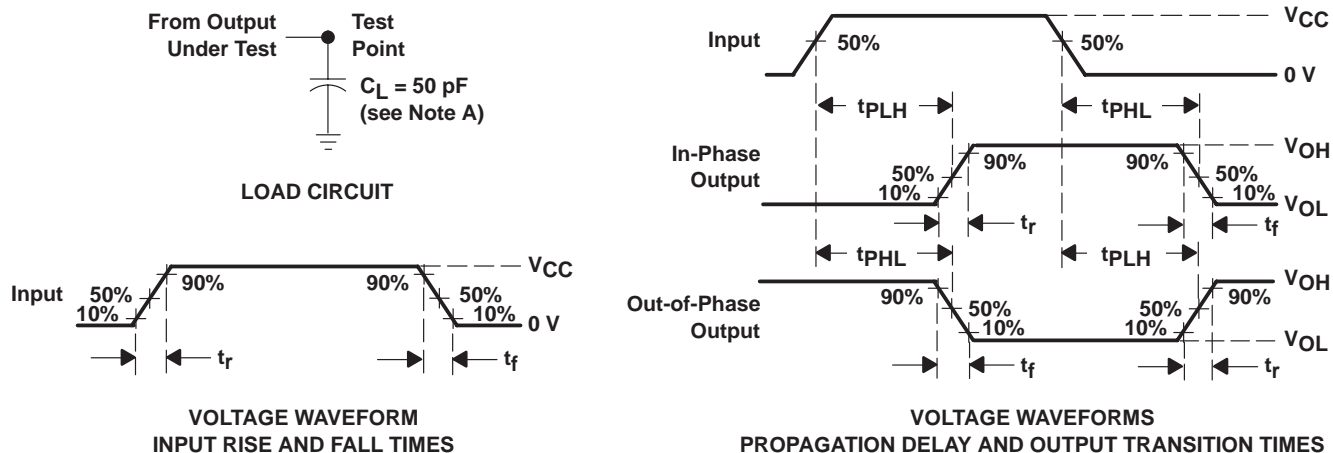 From Output
Under Test
Test
Point
CL = 50 pF
(see Note A)
LOAD CIRCUIT
Input
50%
10%
90%
90%
50%
10%
VCC
0 V
tr
tf
VOLTAGE WAVEFORM
INPUT RISE AND FALL TIMES
Input
50%
50%
VCC
0 V
tPLH
tPHL
In-Phase
Output
50%
10%
90%
90%
50%
10%
VOH
VOL
tr
tf
tPHL
tPLH
Out-of-Phase
Output
90%
50%
10%
50%
10%
90%
VOH
VOL
tf
tr
VOLTAGE WAVEFORMS
PROPAGATION DELAY AND OUTPUT TRANSITION TIMES